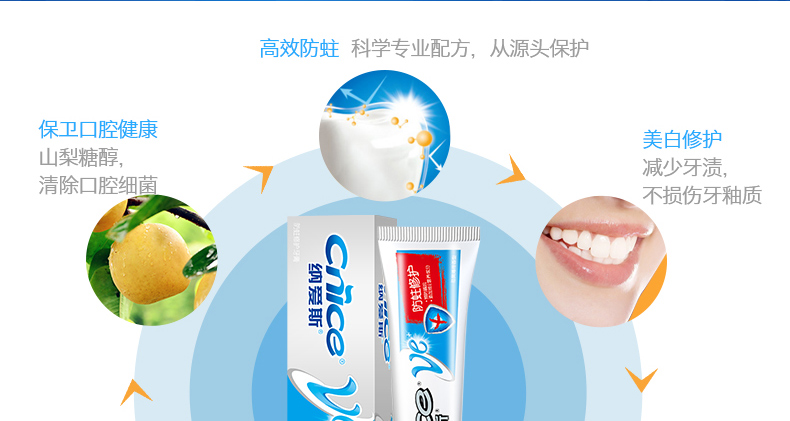 高效防蛀 科学专业配方，从源头保护
保卫口腔健康
山梨糖醇，
清除口腔细菌
美白修护
减少牙渍，
不损伤牙釉质
cnice
纳爱斯
防蛀修护